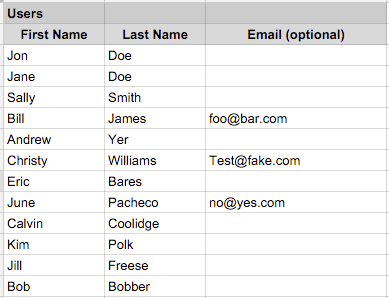 Users
First Name Last Name Email (optional)
Jon Doe
Jane Doe
Sally Smith
Bill James foo@bar.com
Andrew Yer
Christy Williams Test@fake.com
Eric Bares
June Pacheco no@yes.com
Calvin Coolidge
Kim Polk
Jill Freese
Bob Bobber